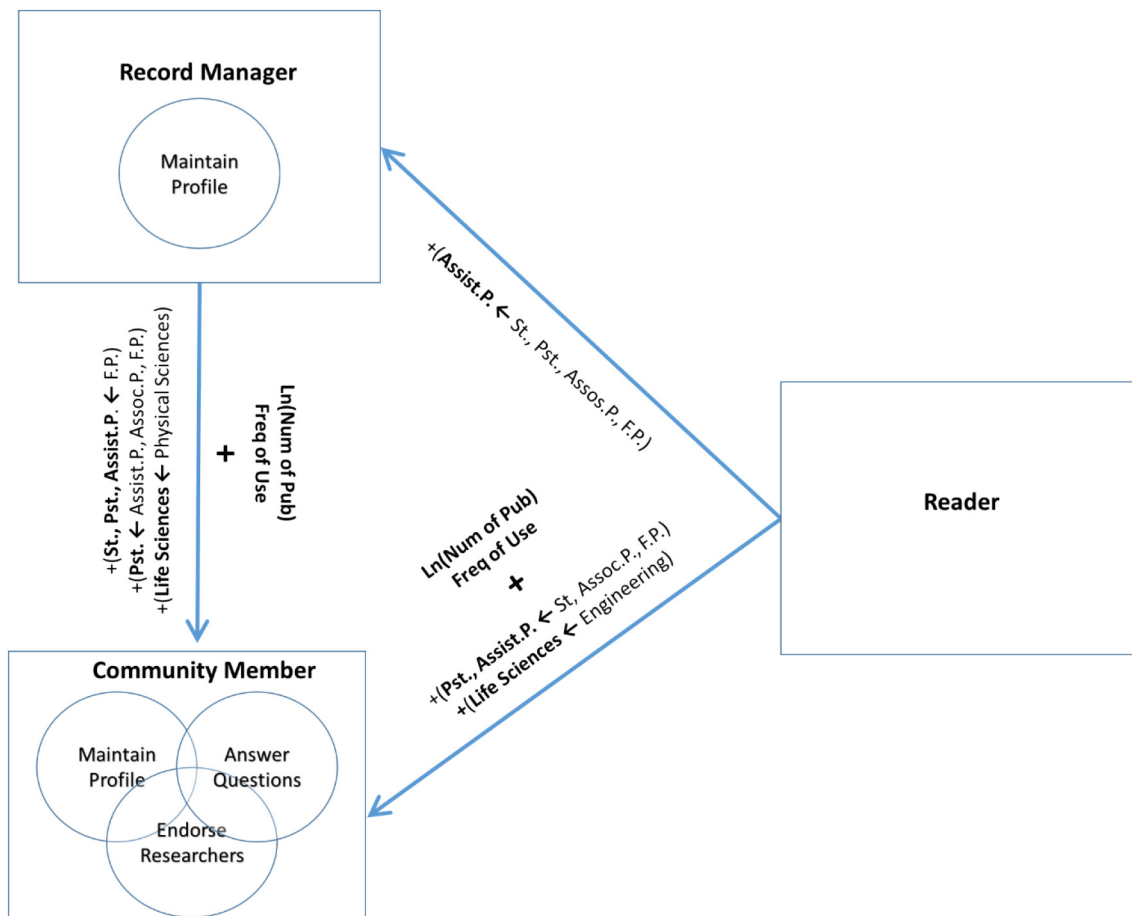 Record Manager
Maintain
Profile
+(Assist.P. ← St., Pst., Assos.P., F.P.)
+(St., Pst., Assist.P. ← F.P.)
+(Pst. ← Assist.P., Assoc.P., F.P.)
+(Life Sciences ← Physical Sciences)
+
Ln(Num of Pub)
Freq of Use
Reader
Ln(Num of Pub)
Freq of Use
+
+(Pst., Assist.P. ← St, Assoc.P., F.P.)
+(Life Sciences ← Engineering)
Community Member
Maintain
Profile
Answer
Questions
Endorse
Researchers